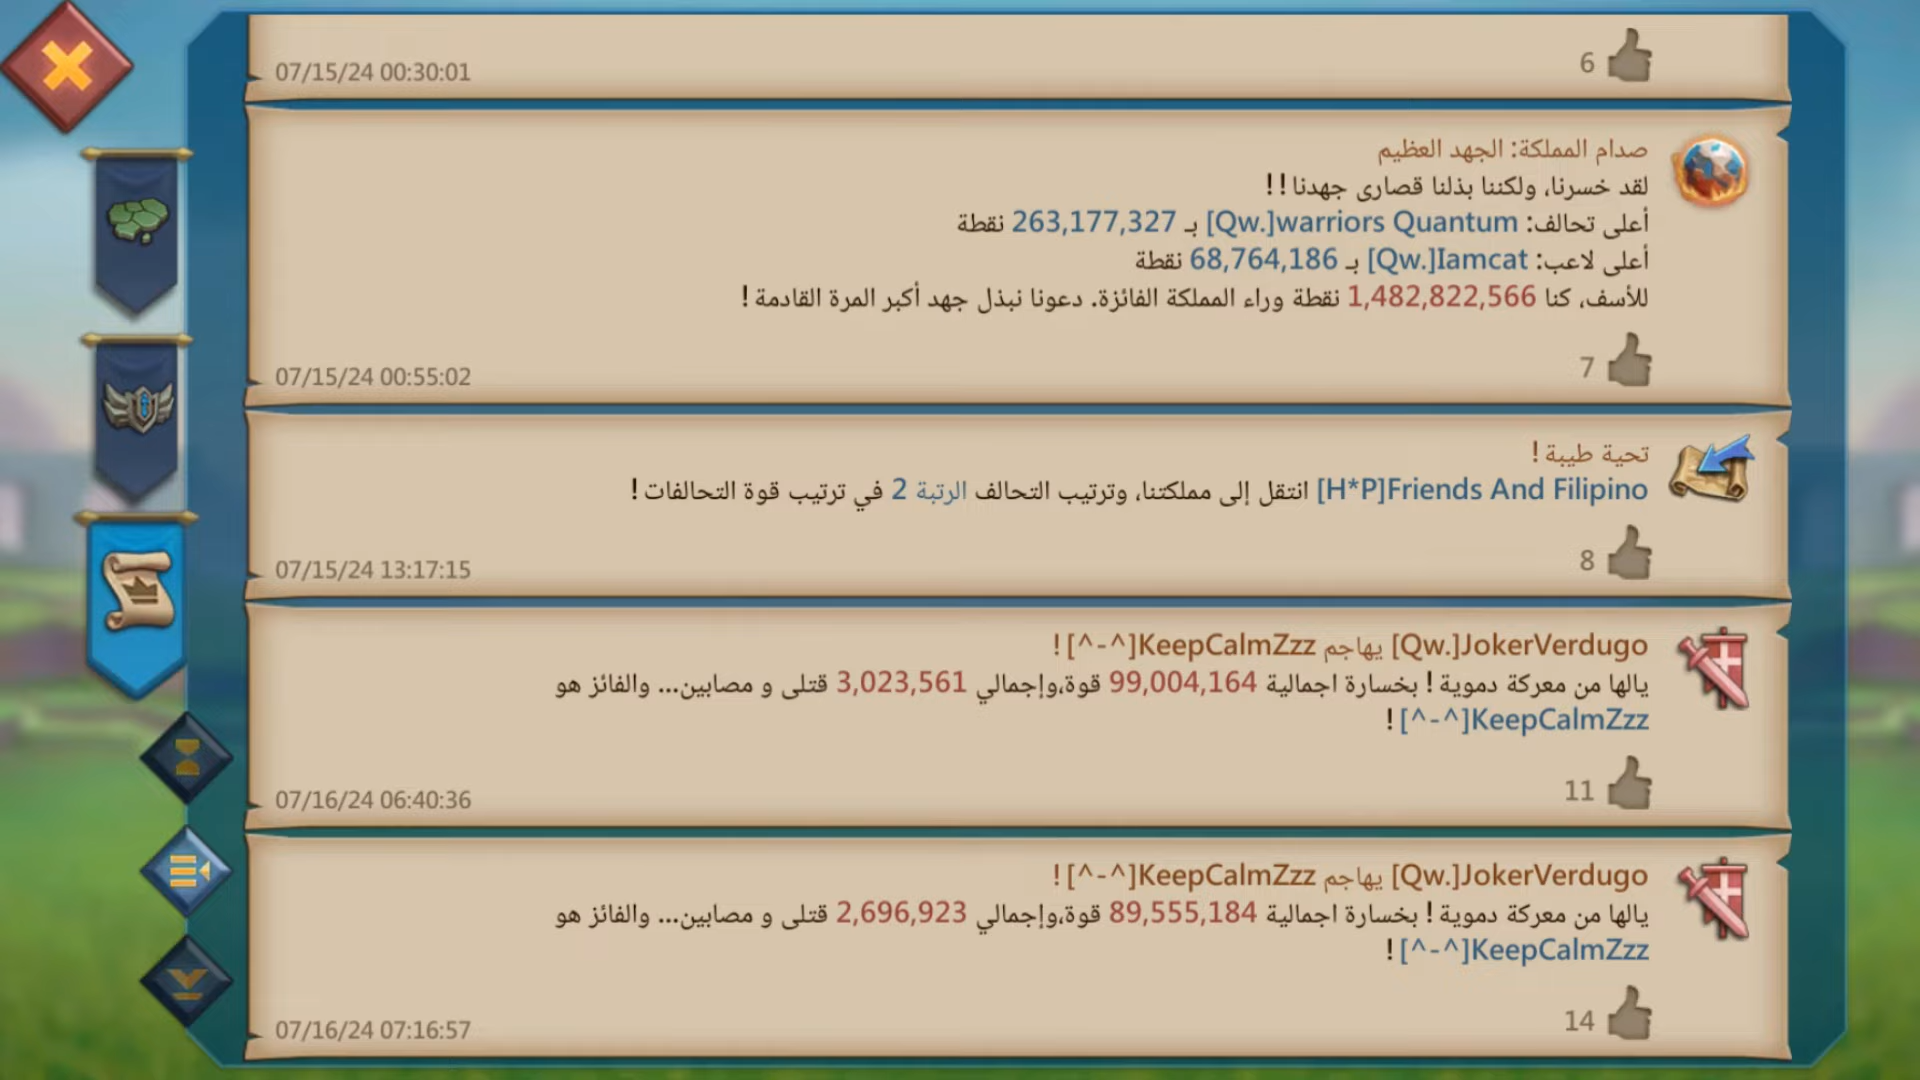 07/15/24 00:30:01
6
صدام المملكة: الجهد العظيم
لقد خسرنا، ولكننا بذلنا قصارى جهدنا!!
أعلى تحالف: [Qw.]warriors Quantum بـ 263,177,327 نقطة
أعلى لاعب: [Qw.]Iamcat بـ 68,764,186 نقطة
للأسف، كنا 1,482,822,566 نقطة وراء المملكة الفائزة. دعونا نبذل جهد أكبر المرة القادمة!
7
07/15/24 00:55:02
تحية طيبة!
[H*P]Friends And Filipino انتقل إلى مملكتنا، وترتيب التحالف الرتبة 2 في ترتيب قوة التحالفات!
8
07/15/24 13:17:15
[Qw.]JokerVerdugo يهاجم [^-^]KeepCalmZzz!
يالها من معركة دموية! بخسارة اجمالية 99,004,164 قوة،وإجمالي 3,023,561 قتلى و مصابين... والفائز هو
[^-^]KeepCalmZzz!
11
07/16/24 06:40:36
[Qw.]JokerVerdugo يهاجم [^-^]KeepCalmZzz!
يالها من معركة دموية! بخسارة اجمالية 89,555,184 قوة،وإجمالي 2,696,923 قتلى و مصابين... والفائز هو
[^-^]KeepCalmZzz!
14
07/16/24 07:16:57